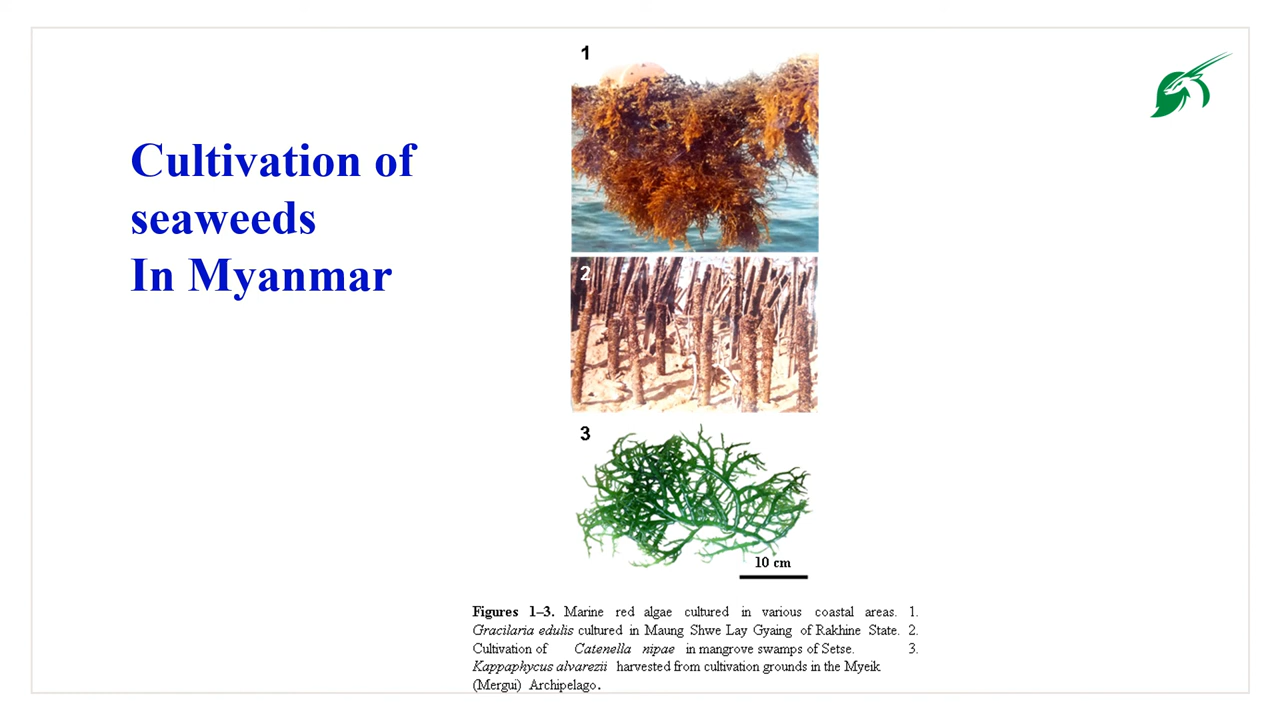 Cultivation of
seaweeds
In Myanmar
1
2
3
10 cm
Figures 1–3. Marine red algae cultured in various coastal areas. 1.
Gracilaria edulis cultured in Maung Shwe Lay Gyaing of Rakhine State. 2.
Cultivation of Catenella nipae in mangrove swamps of Setse. 3.
Kappaphycus alvarezii harvested from cultivation grounds in the Myeik
(Mergui) Archipelago.